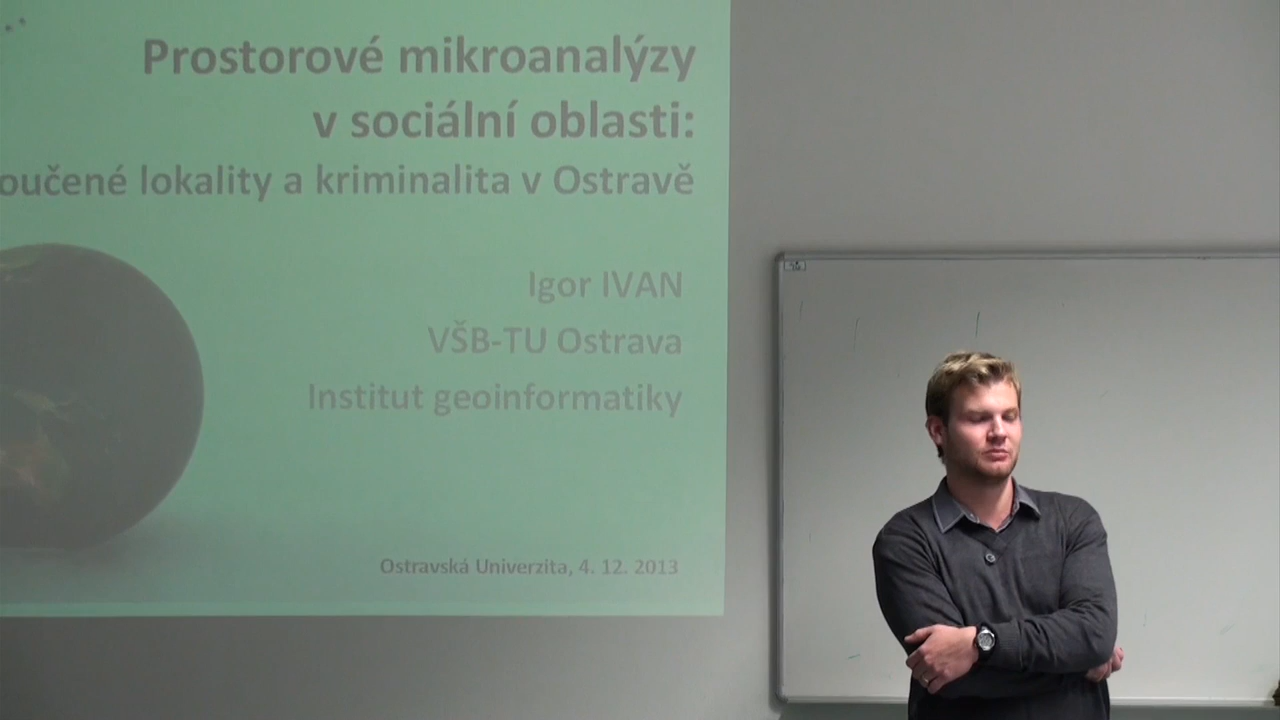 Prostorové mikroanalýzy
v sociální oblasti:
oučené lokality a kriminalita v Ostravě
Igor IVAN
VŠB-TU Ostrava
Institut geoinformatiky
Ostravská Univerzita, 4. 12. 2013